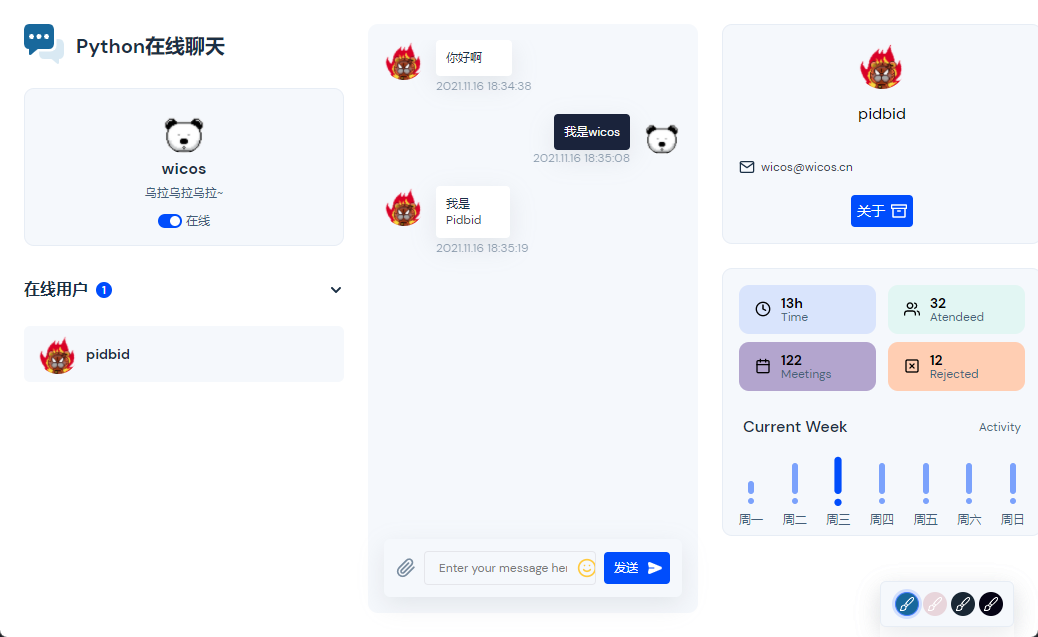 Python在线聊天
wicos
乌拉乌拉乌拉~
在线
在线用户 1
pidbid
你好啊
2021.11.16 18:34:38
我是wicos
2021.11.16 18:35:08
我是
Pidbid
2021.11.16 18:35:19
Enter your message her
发送
pidbid
wicos@wicos.cn
关于
13h
Time
32
Atendeed
122
Meetings
12
Rejected
Current Week
Activity
周一 周二 周三 周四 周五 周六 周日